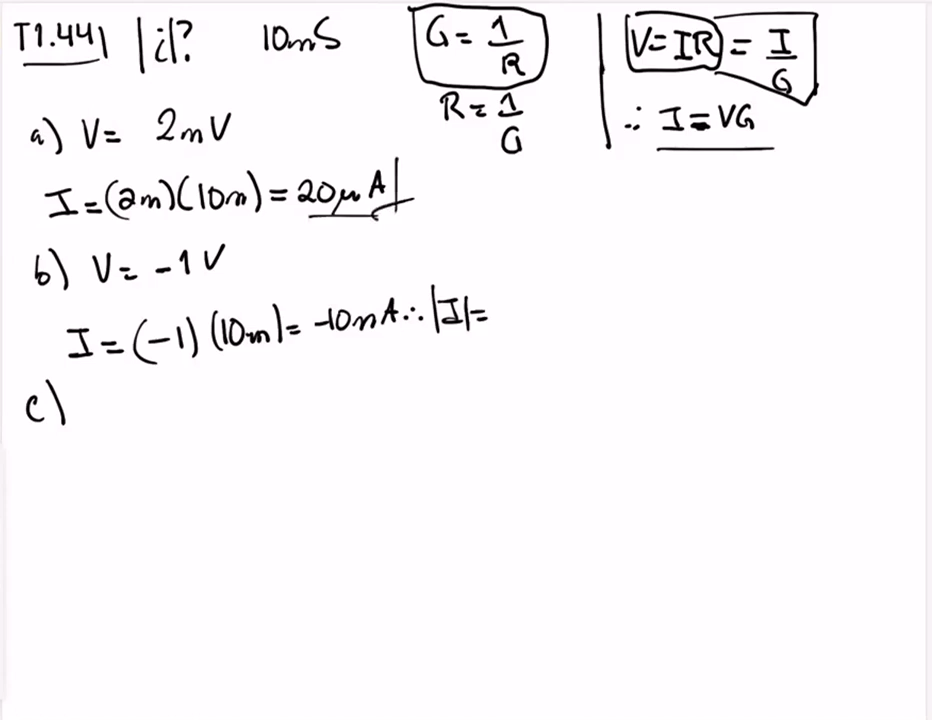 T1.44 |i|? 10mS
G = 1/R
R = 1/G
V = IR = I/G
∴ I = VG
a) V = 2mV
I = (2m)(10m) = 20μA
b) V = -1V
I = (-1)(10m) = -10mA ∴ |I| =
c)